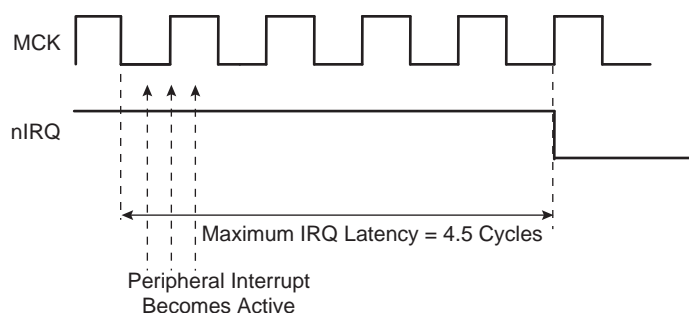 MCK
nIRQ
Maximum IRQ Latency = 4.5 Cycles
Peripheral Interrupt
Becomes Active